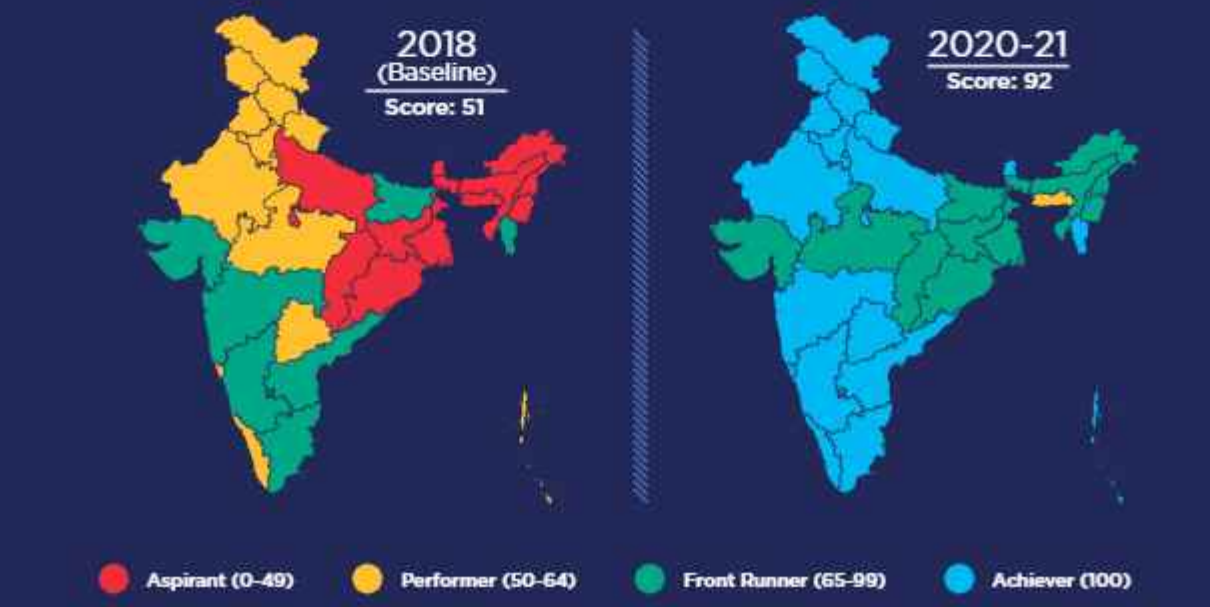 2018
(Baseline)
Score: 51
2020-21
Score: 92
Aspirant (0-49)
Performer (50-64)
Front Runner (65-99)
Achiever (100)